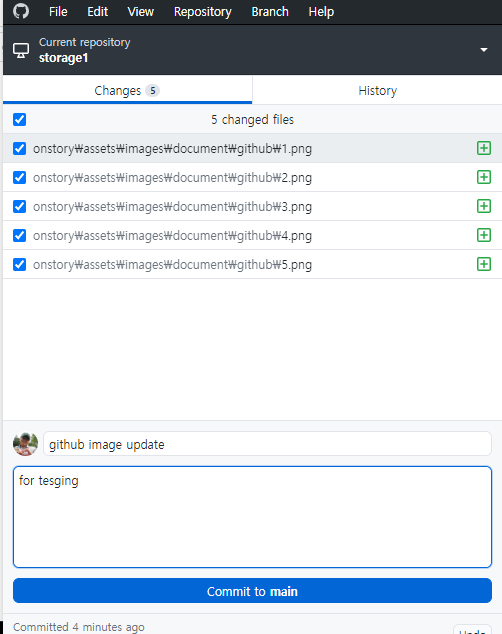 File Edit View Repository Branch Help
Current repository
storage1
Changes 5 History
5 changed files
onstory₩assets₩images₩document₩github₩1.png
onstory₩assets₩images₩document₩github₩2.png
onstory₩assets₩images₩document₩github₩3.png
onstory₩assets₩images₩document₩github₩4.png
onstory₩assets₩images₩document₩github₩5.png
github image update
for tesging
Commit to main
Committed 4 minutes ago
Undo